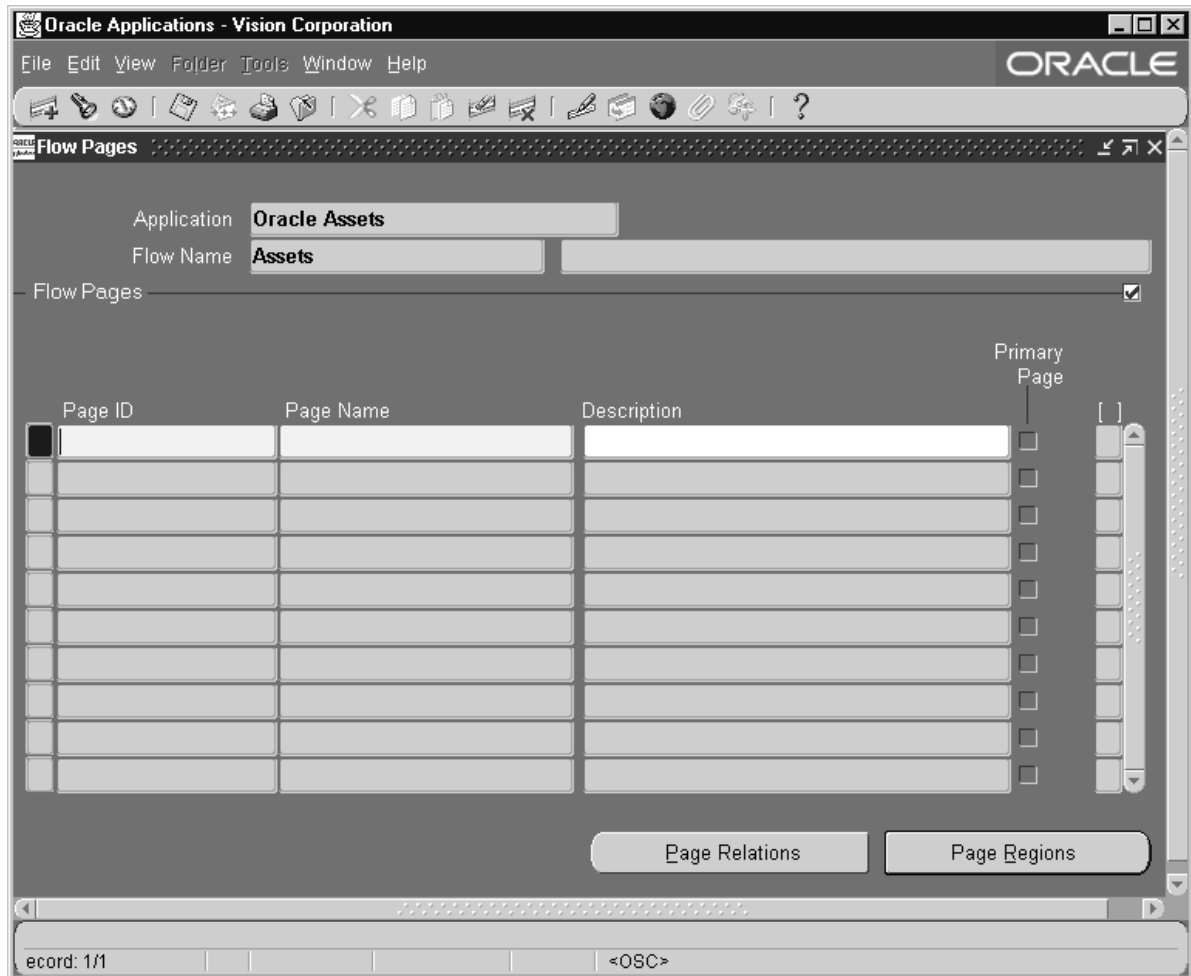 Oracle Applications - Vision Corporation
File Edit View Folder Tools Window Help
ORACLE
?
Flow Pages
Application Oracle Assets
Flow Name Assets
Flow Pages
Primary
Page
Page ID Page Name Description [ ]
Page Relations Page Regions
ecord: 1/1 <OSC>